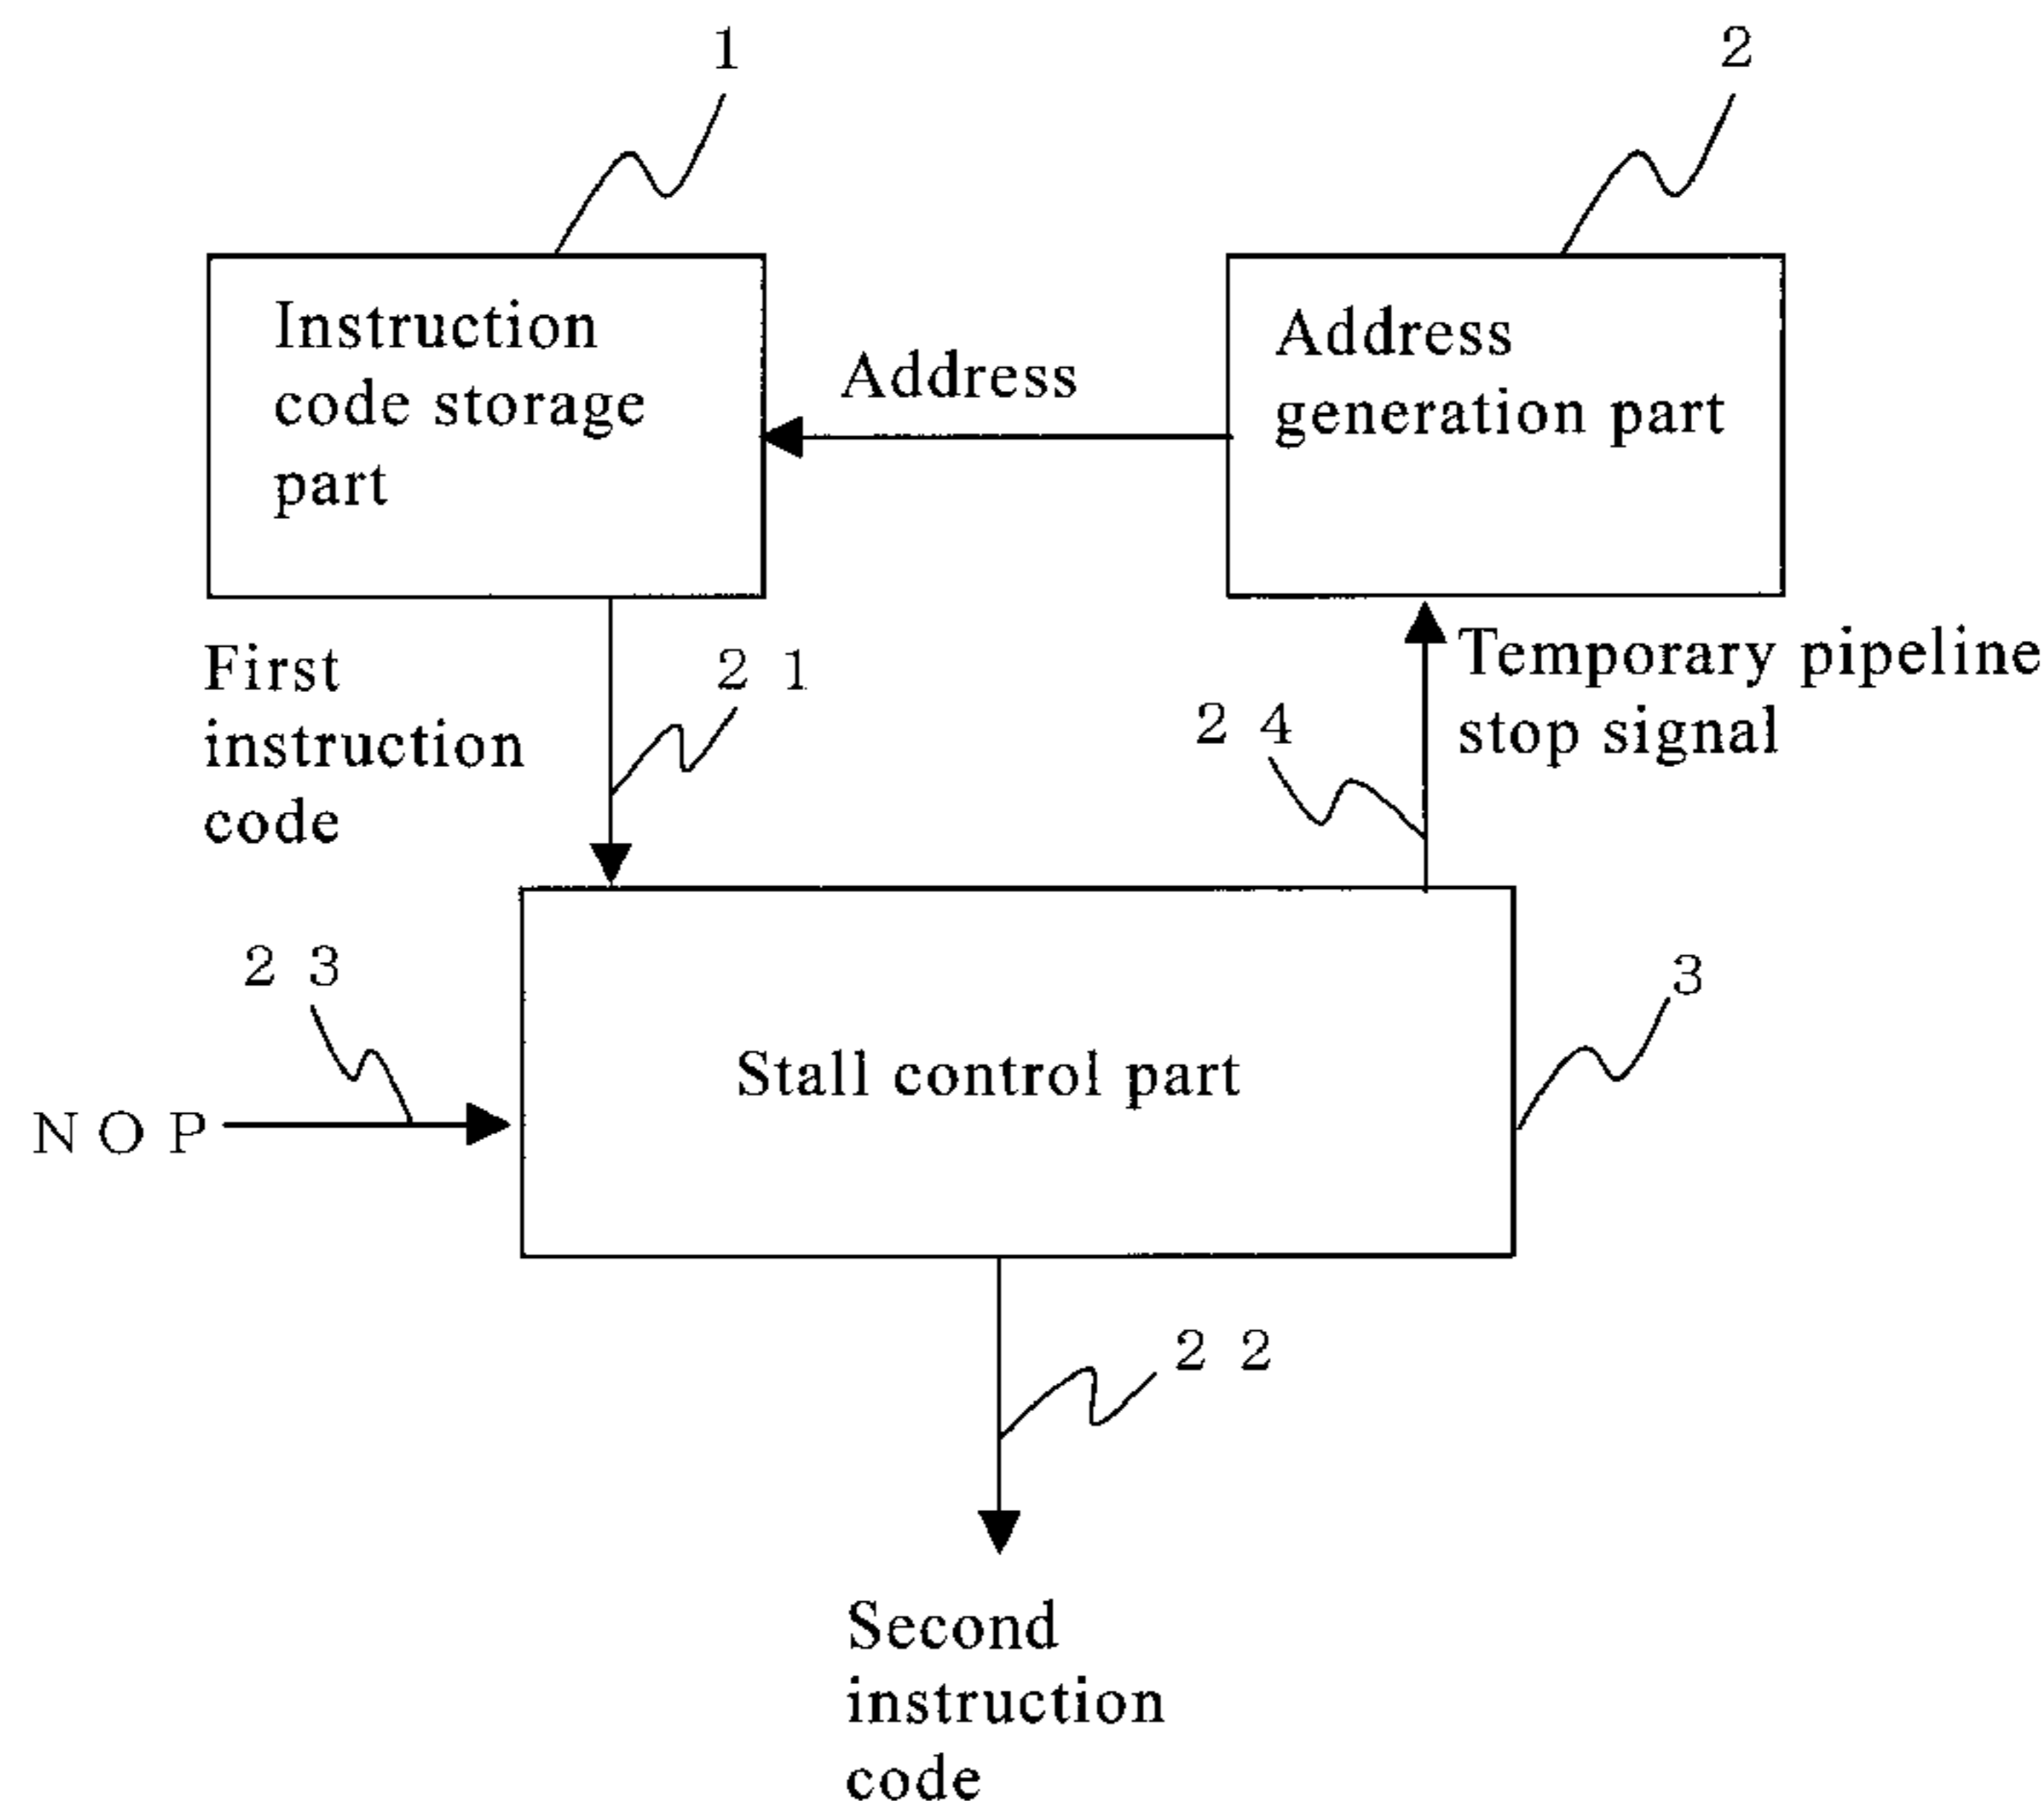 1
2
Instruction
code storage
part
Address
Address
generation part
First
instruction
code
2 1
2 4
Temporary pipeline
stop signal
2 3
N O P
Stall control part
3
2 2
Second
instruction
code